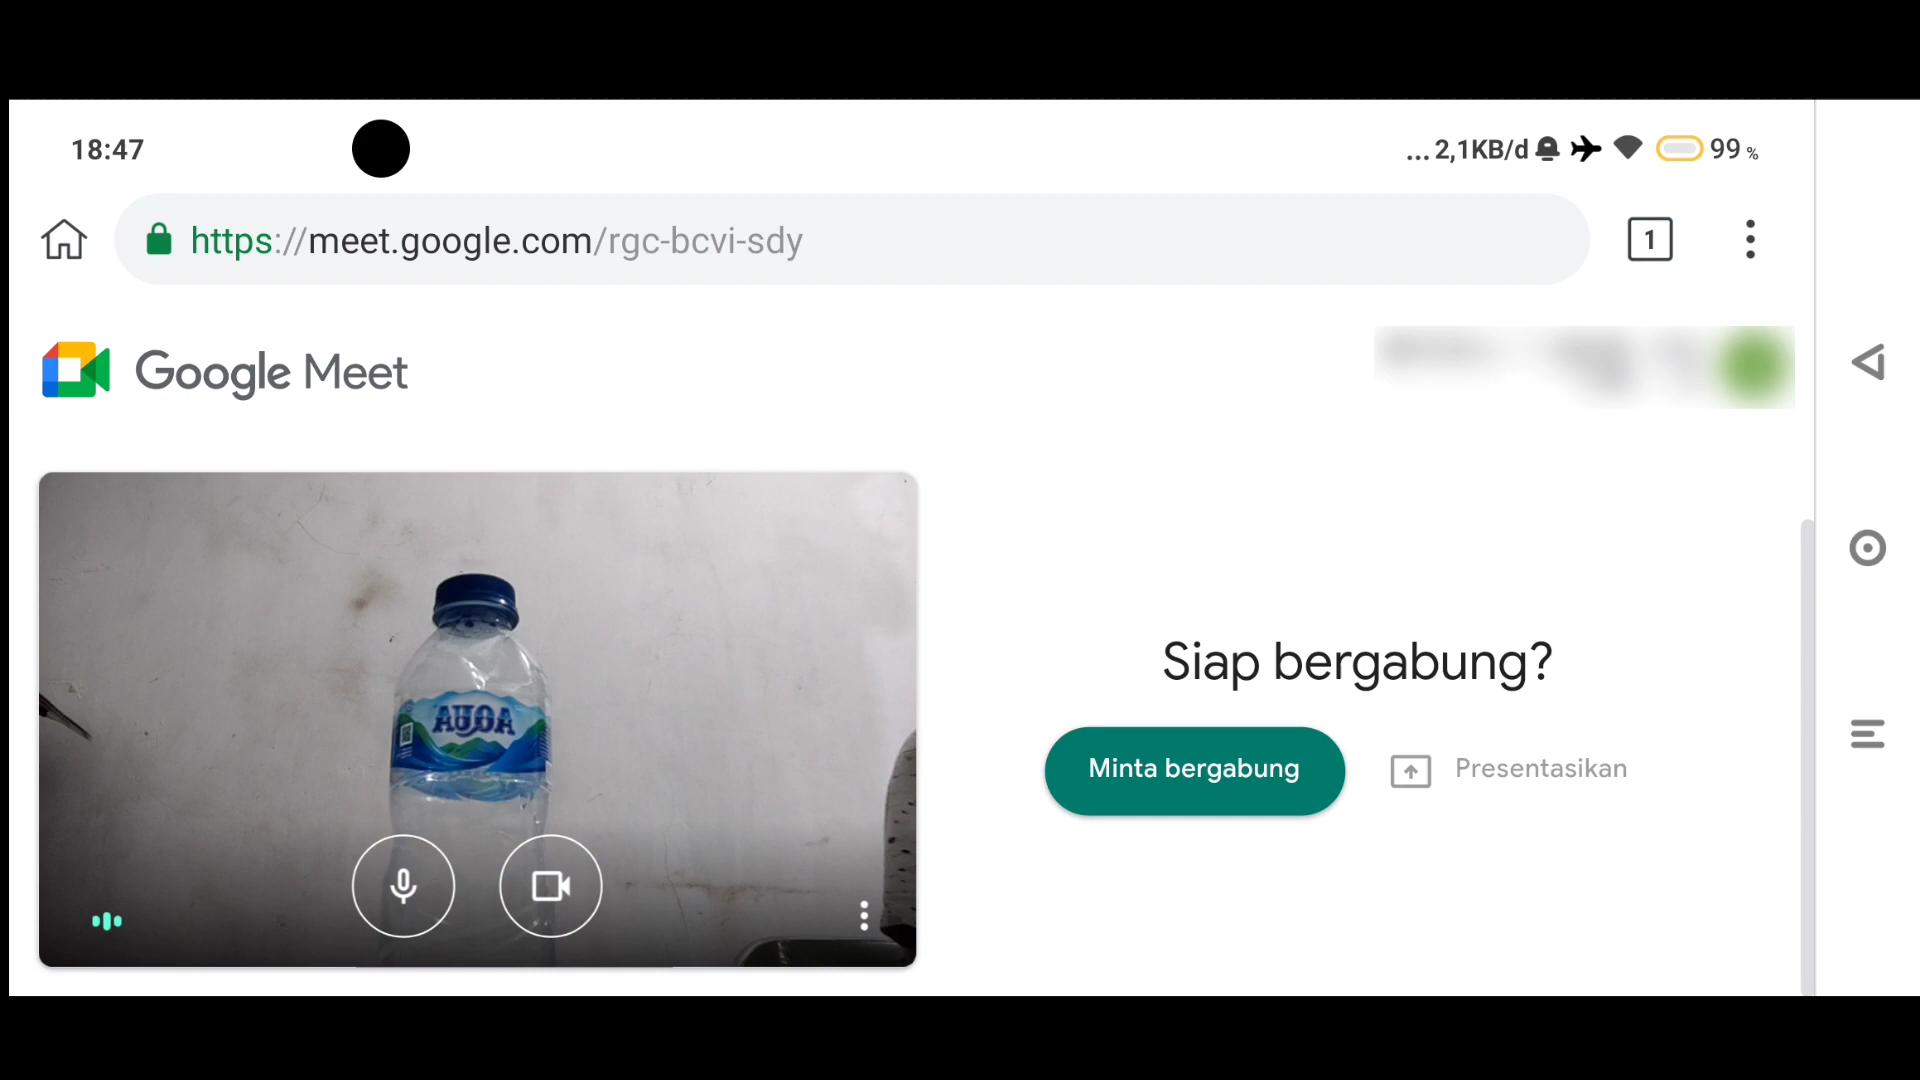 18:47
...2,1KB/d 99 %
https://meet.google.com/rgc-bcvi-sdy
1
Google Meet
AQUA
Siap bergabung?
Minta bergabung
Presentasikan